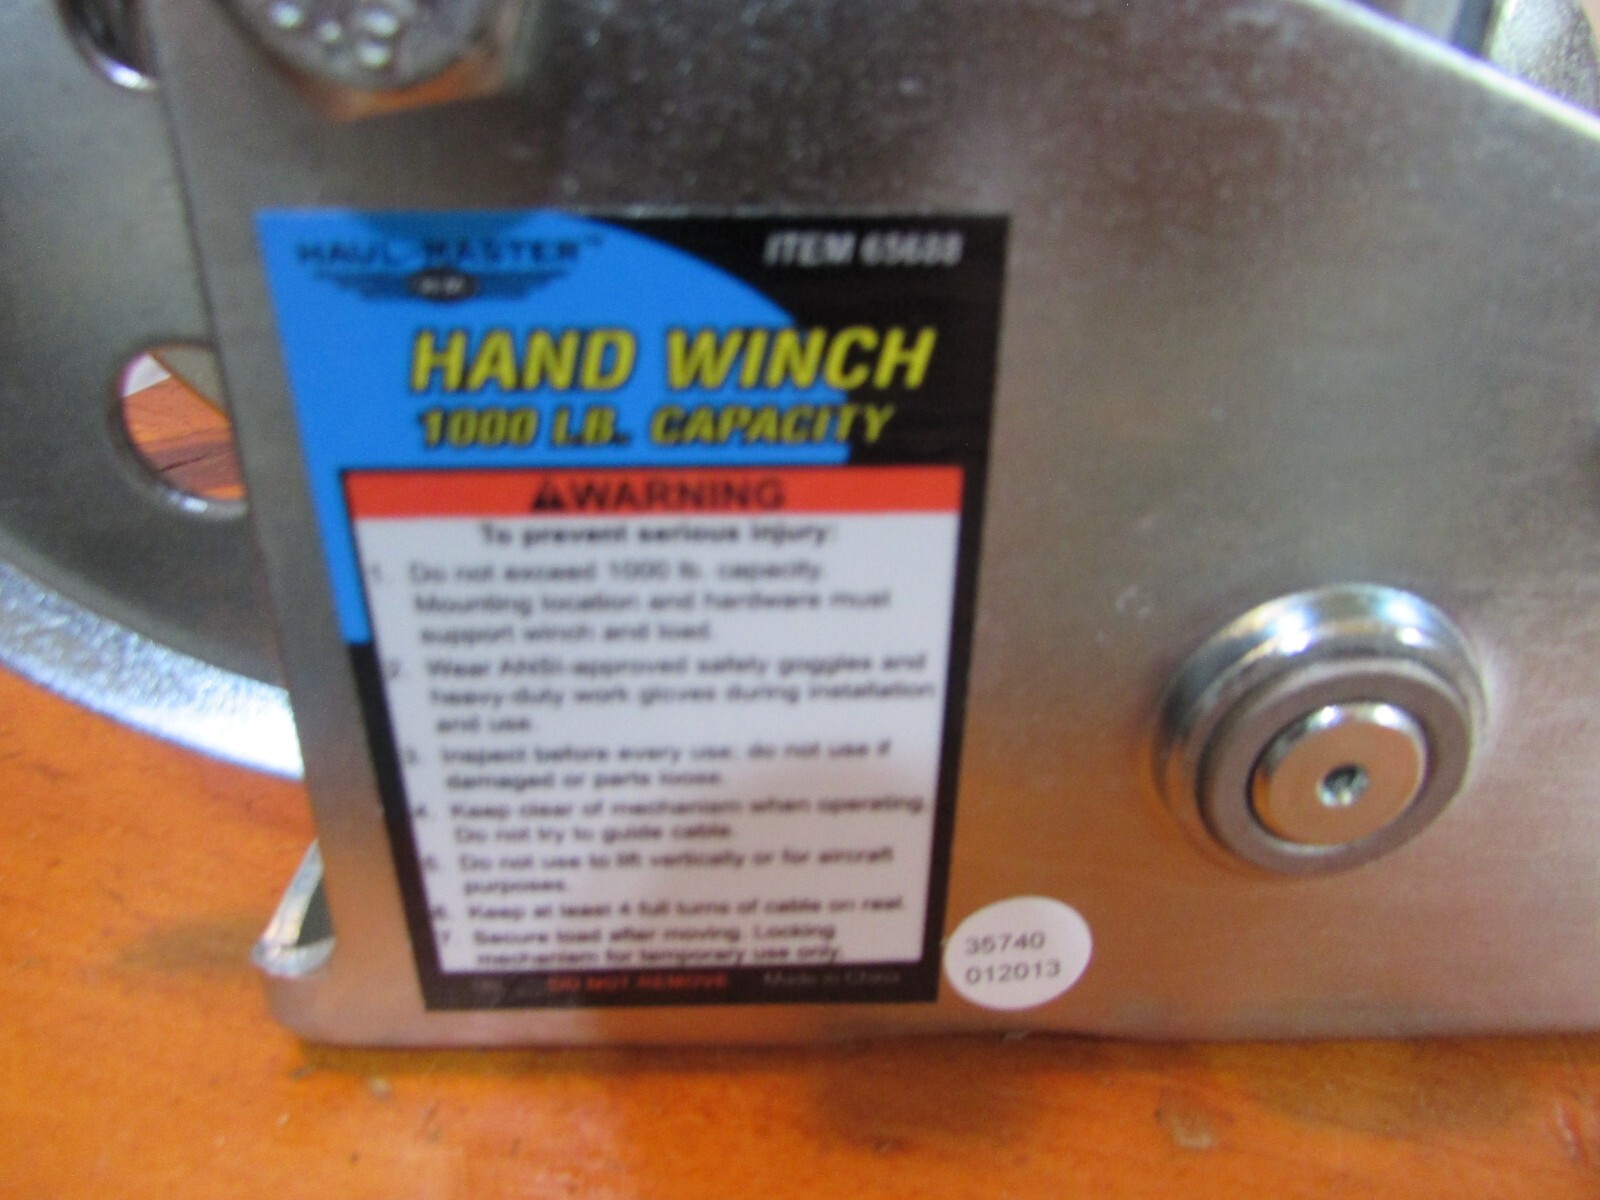 HAUL-MASTER™
ITEM 65688
HAND WINCH
1000 LB. CAPACITY
WARNING
To prevent serious injury:
1. Do not exceed 1000 lb. capacity.
Mounting location and hardware must
support winch and load.
2. Wear ANSI-approved safety goggles and
heavy-duty work gloves during installation
and use.
3. Inspect before every use; do not use if
damaged or parts loose.
4. Keep clear of mechanism when operating.
Do not try to guide cable.
5. Do not use to lift vertically or for aircraft
purposes.
6. Keep at least 4 full turns of cable on reel.
7. Secure load after moving. Locking
mechanism for temporary use only.
DO NOT REMOVE Made in China
35740
012013